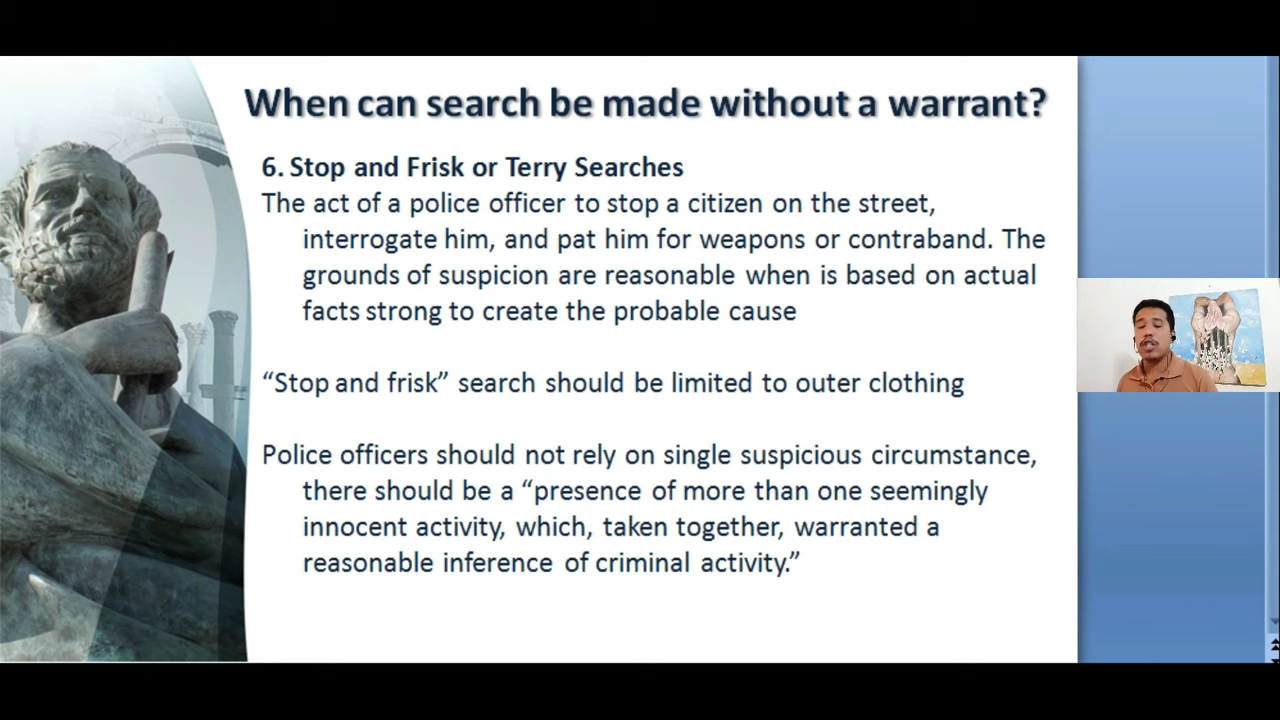 When can search be made without a warrant?
6. Stop and Frisk or Terry Searches
The act of a police officer to stop a citizen on the street,
interrogate him, and pat him for weapons or contraband. The
grounds of suspicion are reasonable when is based on actual
facts strong to create the probable cause
“Stop and frisk” search should be limited to outer clothing
Police officers should not rely on single suspicious circumstance,
there should be a “presence of more than one seemingly
innocent activity, which, taken together, warranted a
reasonable inference of criminal activity.”